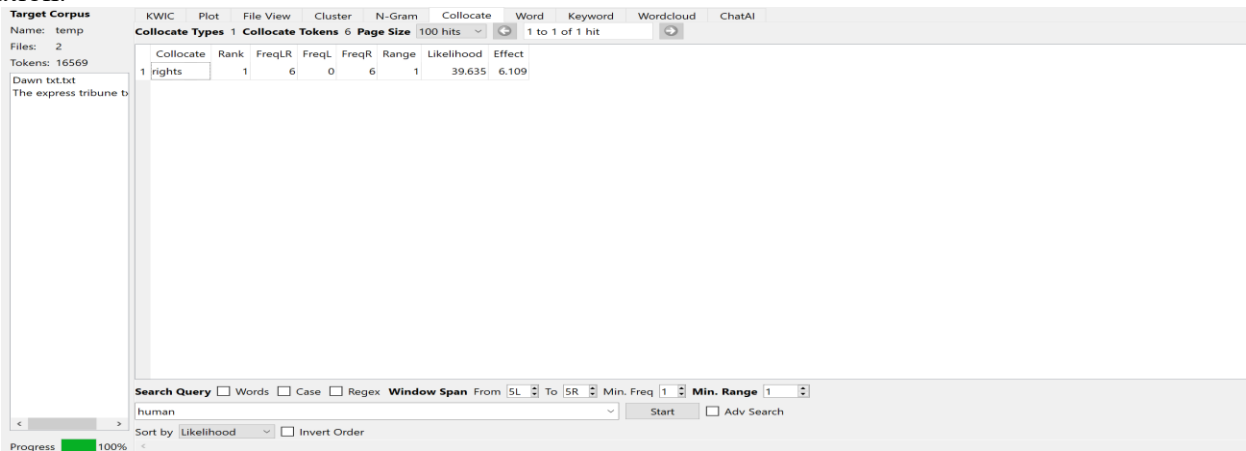 Target Corpus
Name: temp
Files: 2
Tokens: 16569
Dawn txt.txt
The express tribune tx
Progress 100%
KWIC Plot File View Cluster N-Gram Collocate Word Keyword Wordcloud ChatAI
Collocate Types 1 Collocate Tokens 6 Page Size 100 hits 1 to 1 of 1 hit
Collocate Rank FreqLR FreqL FreqR Range Likelihood Effect
1 rights 1 6 0 6 1 39.635 6.109
Search Query Words Case Regex Window Span From 5L To 5R Min. Freq 1 Min. Range 1
human Start Adv Search
Sort by Likelihood Invert Order